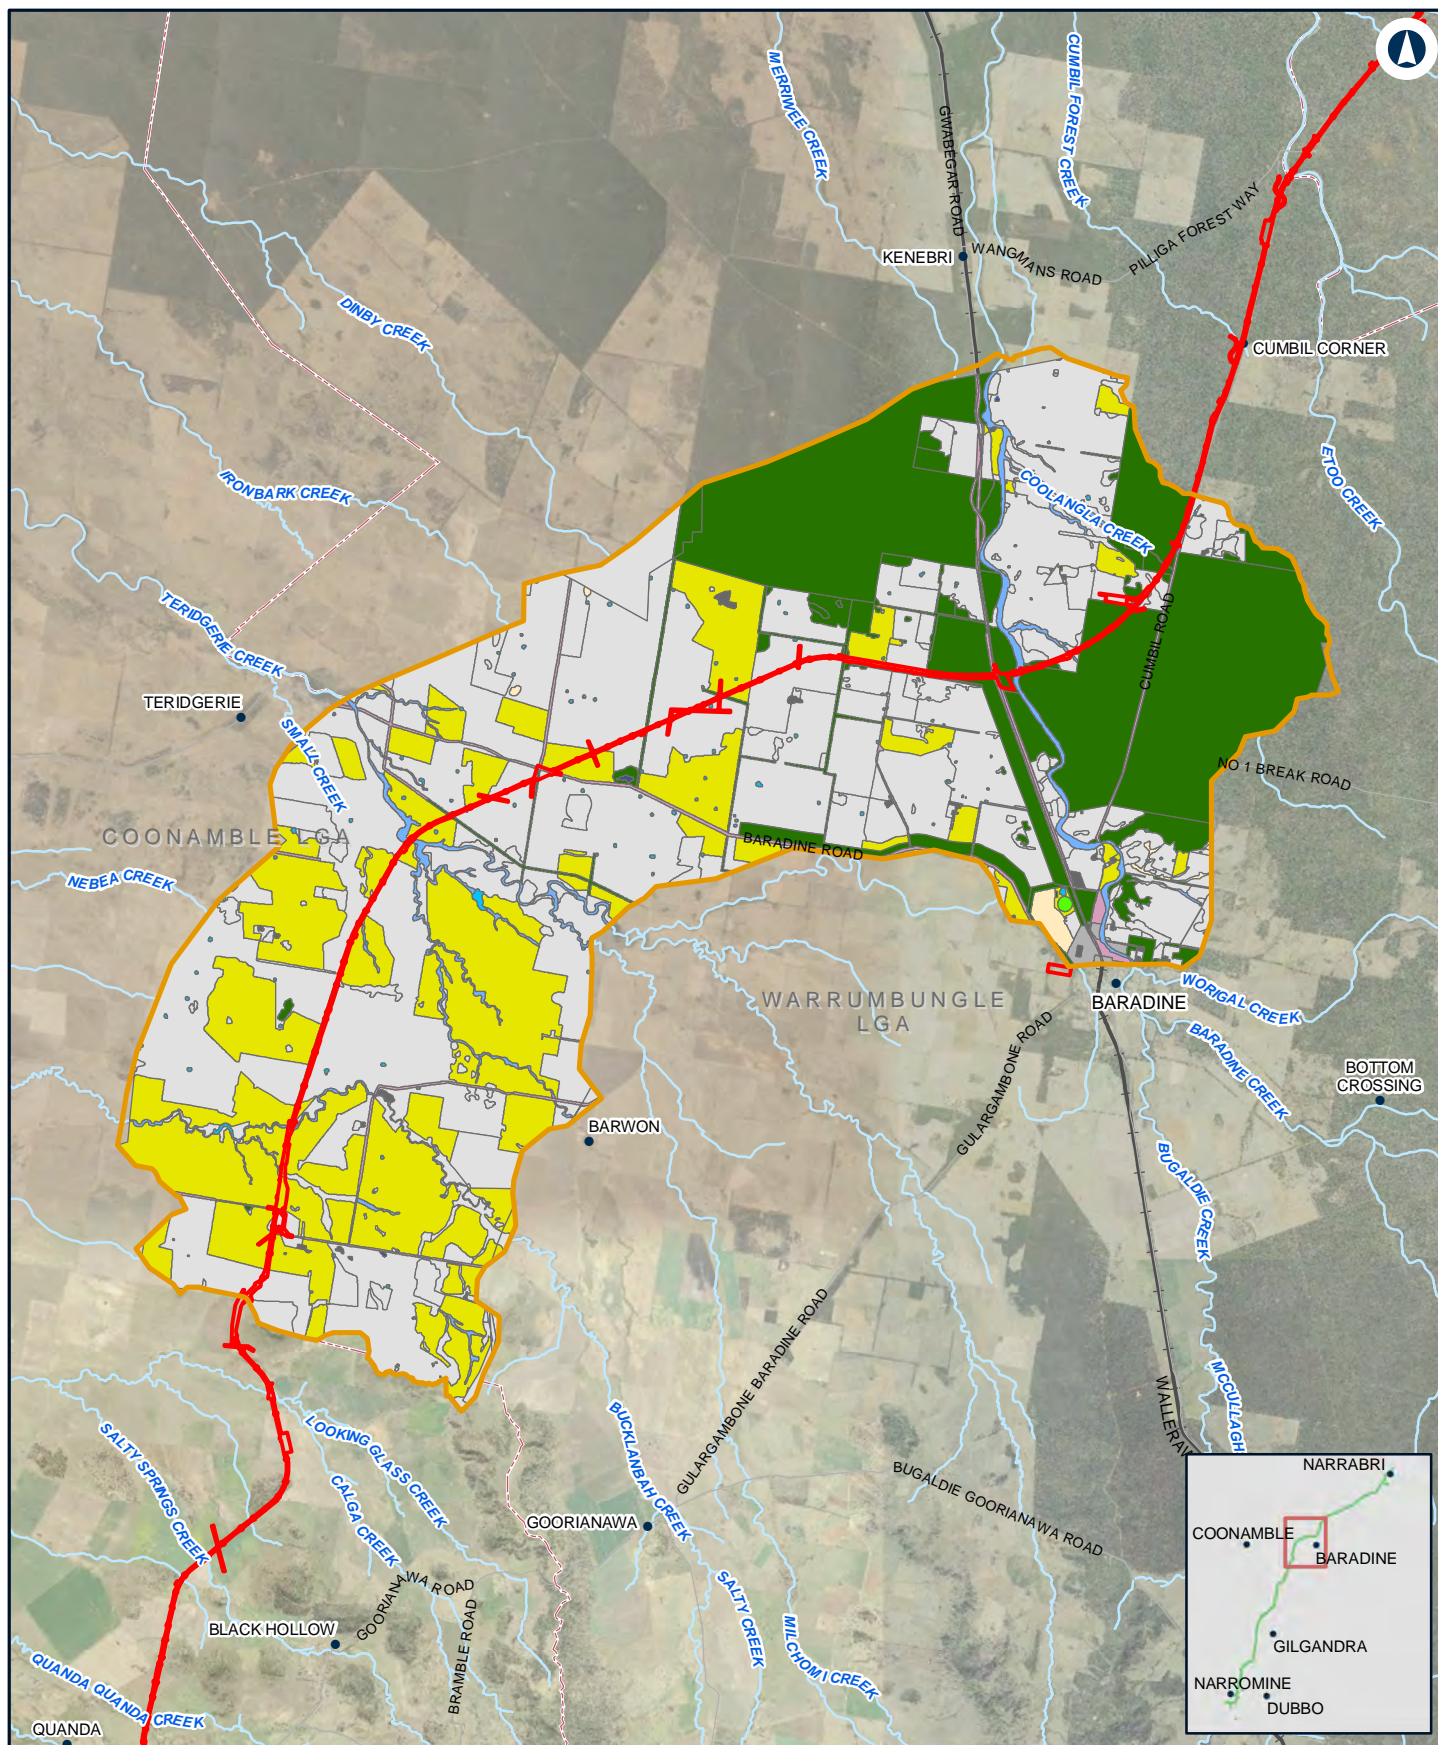 MERRIWEE CREEK
GWABEGAR ROAD
CUMBIL FOREST CREEK
PILLIGA FOREST WAY
KENEBRI
WANGMANS ROAD
DINBY CREEK
CUMBIL CORNER
IRONBARK CREEK
COOLANGLA CREEK
ETOO CREEK
TERIDGERIE CREEK
CUMBIL ROAD
TERIDGERIE
SMALL CREEK
NO 1 BREAK ROAD
COONAMBLE LGA
BARADINE ROAD
NEBEA CREEK
WARRUMBUNGLE
LGA
WORIGAL CREEK
BARADINE
GULARGAMBONE ROAD
BARADINE CREEK
BOTTOM
CROSSING
BARWON
BUGALDIE CREEK
GULARGAMBONE BARADINE ROAD
MCCULLAGH
WALLERAW
LOOKING GLASS CREEK
SALTY SPRINGS CREEK
CALGA CREEK
BUCKLANBAH CREEK
BUGALDIE GOORIANAWA ROAD
GOORIANAWA
GOORIANAWA ROAD
BRAMBLE ROAD
SALTY CREEK
MILCHOMI CREEK
BLACK HOLLOW
QUANDA QUANDA CREEK
QUANDA
NARRABRI
COONAMBLE
BARADINE
GILGANDRA
NARROMINE
DUBBO